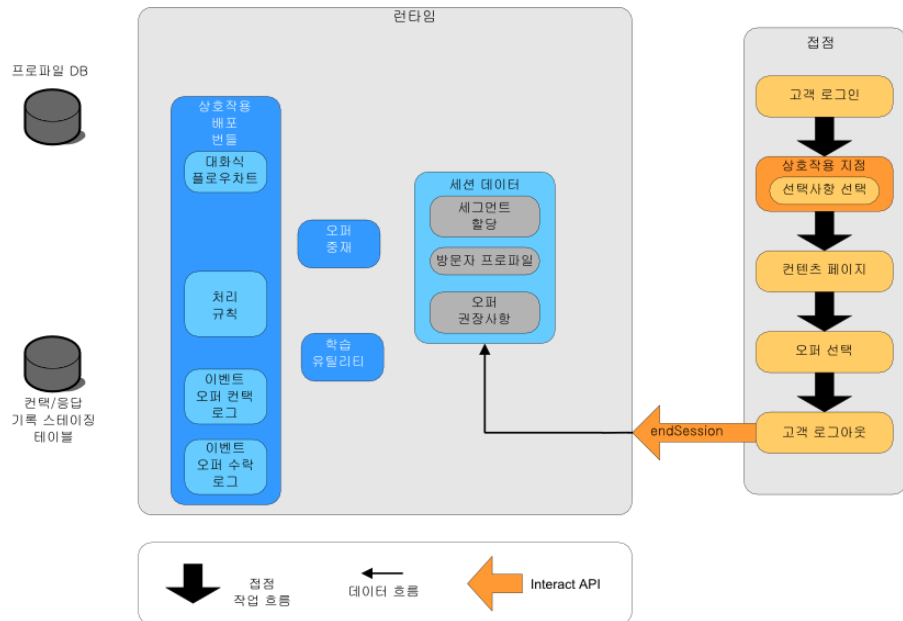 런타임
접점
프로파일 DB
상호작용
배포
번들
대화식
플로우차트
처리
규칙
이벤트
오퍼 컨택
로그
이벤트
오퍼 수락
로그
오퍼
중재
학습
유틸리티
세션 데이터
세그먼트
할당
방문자 프로파일
오퍼
권장사항
고객 로그인
상호작용 지점
선택사항 선택
컨텐츠 페이지
오퍼 선택
고객 로그아웃
endSession
컨택/응답
기록 스테이징
테이블
접점
작업 흐름
데이터 흐름
Interact API